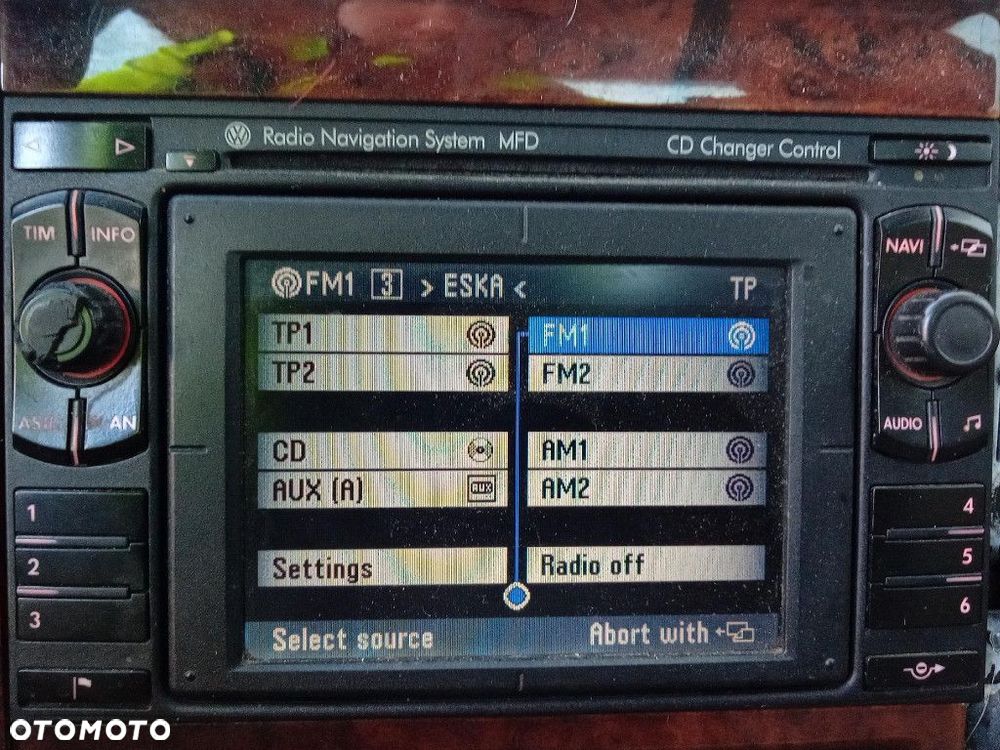 Radio Navigation System MFD
CD Changer Control
TIM INFO
NAVI
FM1 3 > ESKA < TP
TP1
FM1
TP2
FM2
CD
AM1
AUX (A)
AUX
AM2
Settings
Radio off
Select source
Abort with
AN
AUDIO
1
2
3
4
5
6
OTOMOTO